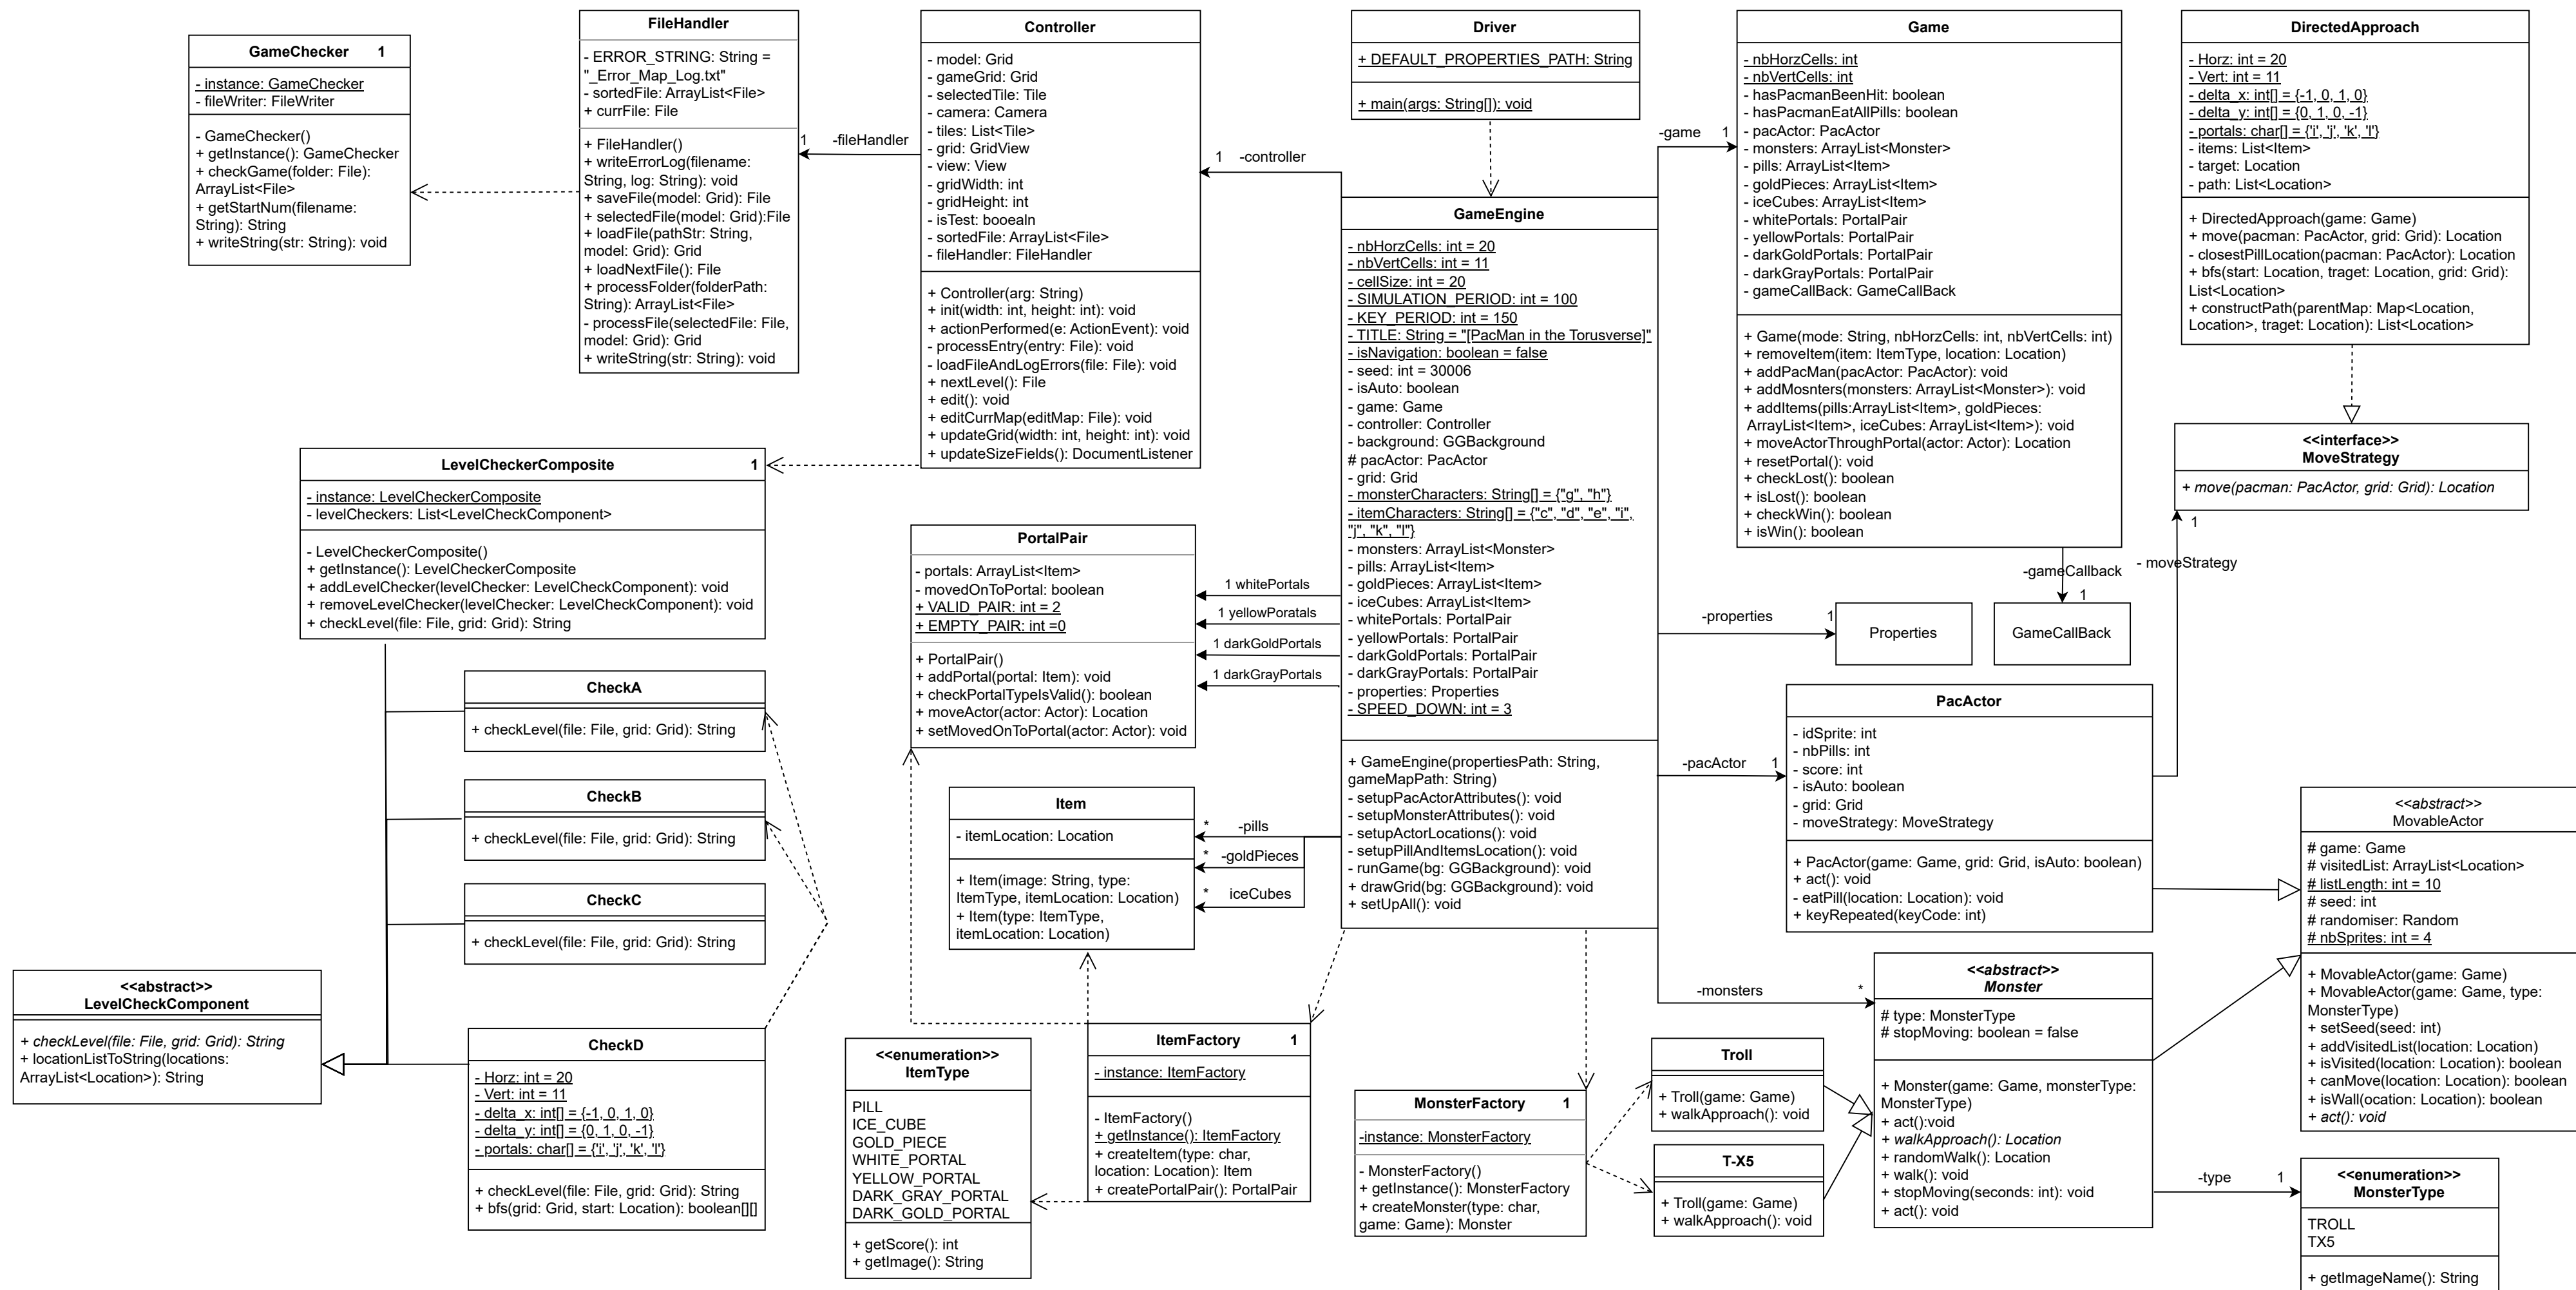 GameChecker 1
- instance: GameChecker
- fileWriter: FileWriter
- GameChecker()
+ getInstance(): GameChecker
+ checkGame(folder: File):
ArrayList<File>
+ getStartNum(filename:
String): String
+ writeString(str: String): void
FileHandler
- ERROR_STRING: String =
"_Error_Map_Log.txt"
- sortedFile: ArrayList<File>
+ currFile: File
+ FileHandler()
+ writeErrorLog(filename:
String, log: String): void
+ saveFile(model: Grid): File
+ selectedFile(model: Grid):File
+ loadFile(pathStr: String,
model: Grid): Grid
+ loadNextFile(): File
+ processFolder(folderPath:
String): ArrayList<File>
- processFile(selectedFile: File,
model: Grid): Grid
+ writeString(str: String): void
1 -fileHandler
Controller
- model: Grid
- gameGrid: Grid
- selectedTile: Tile
- camera: Camera
- tiles: List<Tile>
- grid: GridView
- view: View
- gridWidth: int
- gridHeight: int
- isTest: booealn
- sortedFile: ArrayList<File>
- fileHandler: FileHandler
+ Controller(arg: String)
+ init(width: int, height: int): void
+ actionPerformed(e: ActionEvent): void
- processEntry(entry: File): void
- loadFileAndLogErrors(file: File): void
+ nextLevel(): File
+ edit(): void
+ editCurrMap(editMap: File): void
+ updateGrid(width: int, height: int): void
+ updateSizeFields(): DocumentListener
1 -controller
Driver
+ DEFAULT_PROPERTIES_PATH: String
+ main(args: String[]): void
GameEngine
- nbHorzCells: int = 20
- nbVertCells: int = 11
- cellSize: int = 20
- SIMULATION_PERIOD: int = 100
- KEY_PERIOD: int = 150
- TITLE: String = "[PacMan in the Torusverse]"
- isNavigation: boolean = false
- seed: int = 30006
- isAuto: boolean
- game: Game
- controller: Controller
- background: GGBackground
# pacActor: PacActor
- grid: Grid
- monsterCharacters: String[] = {"g", "h"}
- itemCharacters: String[] = {"c", "d", "e", "i",
"j", "k", "l"}
- monsters: ArrayList<Monster>
- pills: ArrayList<Item>
- goldPieces: ArrayList<Item>
- iceCubes: ArrayList<Item>
- whitePortals: PortalPair
- yellowPortals: PortalPair
- darkGoldPortals: PortalPair
- darkGrayPortals: PortalPair
- properties: Properties
- SPEED_DOWN: int = 3
+ GameEngine(propertiesPath: String,
gameMapPath: String)
- setupPacActorAttributes(): void
- setupMonsterAttributes(): void
- setupActorLocations(): void
- setupPillAndItemsLocation(): void
- runGame(bg: GGBackground): void
+ drawGrid(bg: GGBackground): void
+ setUpAll(): void
-game 1
Game
- nbHorzCells: int
- nbVertCells: int
- hasPacmanBeenHit: boolean
- hasPacmanEatAllPills: boolean
- pacActor: PacActor
- monsters: ArrayList<Monster>
- pills: ArrayList<Item>
- goldPieces: ArrayList<Item>
- iceCubes: ArrayList<Item>
- whitePortals: PortalPair
- yellowPortals: PortalPair
- darkGoldPortals: PortalPair
- darkGrayPortals: PortalPair
- gameCallBack: GameCallBack
+ Game(mode: String, nbHorzCells: int, nbVertCells: int)
+ removeItem(item: ItemType, location: Location)
+ addPacMan(pacActor: PacActor): void
+ addMosnters(monsters: ArrayList<Monster>): void
+ addItems(pills:ArrayList<Item>, goldPieces:
ArrayList<Item>, iceCubes: ArrayList<Item>): void
+ moveActorThroughPortal(actor: Actor): Location
+ resetPortal(): void
+ checkLost(): boolean
+ isLost(): boolean
+ checkWin(): boolean
+ isWin(): boolean
DirectedApproach
- Horz: int = 20
- Vert: int = 11
- delta_x: int[] = {-1, 0, 1, 0}
- delta_y: int[] = {0, 1, 0, -1}
- portals: char[] = {'i', 'j', 'k', 'l'}
- items: List<Item>
- target: Location
- path: List<Location>
+ DirectedApproach(game: Game)
+ move(pacman: PacActor, grid: Grid): Location
- closestPillLocation(pacman: PacActor): Location
+ bfs(start: Location, traget: Location, grid: Grid):
List<Location>
+ constructPath(parentMap: Map<Location,
Location>, traget: Location): List<Location>
<<interface>>
MoveStrategy
+ move(pacman: PacActor, grid: Grid): Location
1
-gameCallback
- moveStrategy
1
-properties 1
Properties
GameCallBack
LevelCheckerComposite 1
- instance: LevelCheckerComposite
- levelCheckers: List<LevelCheckComponent>
- LevelCheckerComposite()
+ getInstance(): LevelCheckerComposite
+ addLevelChecker(levelChecker: LevelCheckComponent): void
+ removeLevelChecker(levelChecker: LevelCheckComponent): void
+ checkLevel(file: File, grid: Grid): String
PortalPair
- portals: ArrayList<Item>
- movedOnToPortal: boolean
+ VALID_PAIR: int = 2
+ EMPTY_PAIR: int =0
+ PortalPair()
+ addPortal(portal: Item): void
+ checkPortalTypeIsValid(): boolean
+ moveActor(actor: Actor): Location
+ setMovedOnToPortal(actor: Actor): void
1 whitePortals
1 yellowPoratals
1 darkGoldPortals
1 darkGrayPortals
CheckA
+ checkLevel(file: File, grid: Grid): String
CheckB
+ checkLevel(file: File, grid: Grid): String
CheckC
+ checkLevel(file: File, grid: Grid): String
<<abstract>>
LevelCheckComponent
+ checkLevel(file: File, grid: Grid): String
+ locationListToString(locations:
ArrayList<Location>): String
CheckD
- Horz: int = 20
- Vert: int = 11
- delta_x: int[] = {-1, 0, 1, 0}
- delta_y: int[] = {0, 1, 0, -1}
- portals: char[] = {'i', 'j', 'k', 'l'}
+ checkLevel(file: File, grid: Grid): String
+ bfs(grid: Grid, start: Location): boolean[][]
Item
- itemLocation: Location
+ Item(image: String, type:
ItemType, itemLocation: Location)
+ Item(type: ItemType,
itemLocation: Location)
* -pills
* -goldPieces
* iceCubes
<<enumeration>>
ItemType
PILL
ICE_CUBE
GOLD_PIECE
WHITE_PORTAL
YELLOW_PORTAL
DARK_GRAY_PORTAL
DARK_GOLD_PORTAL
+ getScore(): int
+ getImage(): String
ItemFactory 1
- instance: ItemFactory
- ItemFactory()
+ getInstance(): ItemFactory
+ createItem(type: char,
location: Location): Item
+ createPortalPair(): PortalPair
MonsterFactory 1
-instance: MonsterFactory
- MonsterFactory()
+ getInstance(): MonsterFactory
+ createMonster(type: char,
game: Game): Monster
Troll
+ Troll(game: Game)
+ walkApproach(): void
T-X5
+ Troll(game: Game)
+ walkApproach(): void
-pacActor 1
PacActor
- idSprite: int
- nbPills: int
- score: int
- isAuto: boolean
- grid: Grid
- moveStrategy: MoveStrategy
+ PacActor(game: Game, grid: Grid, isAuto: boolean)
+ act(): void
- eatPill(location: Location): void
+ keyRepeated(keyCode: int)
-monsters *
<<abstract>>
Monster
# type: MonsterType
# stopMoving: boolean = false
+ Monster(game: Game, monsterType:
MonsterType)
+ act():void
+ walkApproach(): Location
+ randomWalk(): Location
+ walk(): void
+ stopMoving(seconds: int): void
+ act(): void
<<abstract>>
MovableActor
# game: Game
# visitedList: ArrayList<Location>
# listLength: int = 10
# seed: int
# randomiser: Random
# nbSprites: int = 4
+ MovableActor(game: Game)
+ MovableActor(game: Game, type:
MonsterType)
+ setSeed(seed: int)
+ addVisitedList(location: Location)
+ isVisited(location: Location): boolean
+ canMove(location: Location): boolean
+ isWall(ocation: Location): boolean
+ act(): void
-type 1
<<enumeration>>
MonsterType
TROLL
TX5
+ getImageName(): String